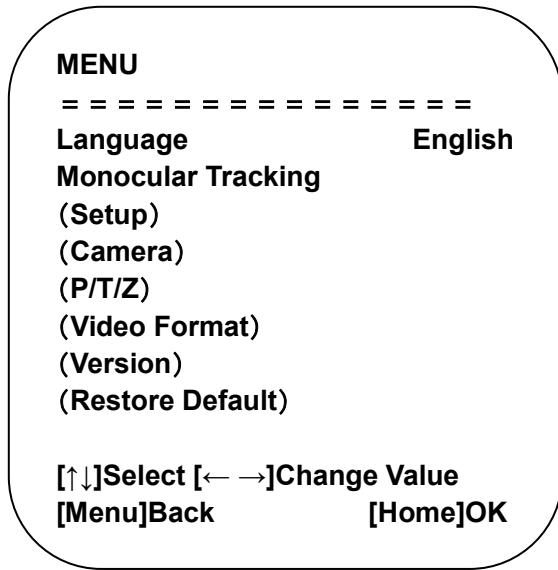 MENU
= = = = = = = = = = = = = = =
Language English
Monocular Tracking
（Setup）
（Camera）
（P/T/Z）
（Video Format）
（Version）
（Restore Default）
[↑↓]Select [← →]Change Value
[Menu]Back [Home]OK